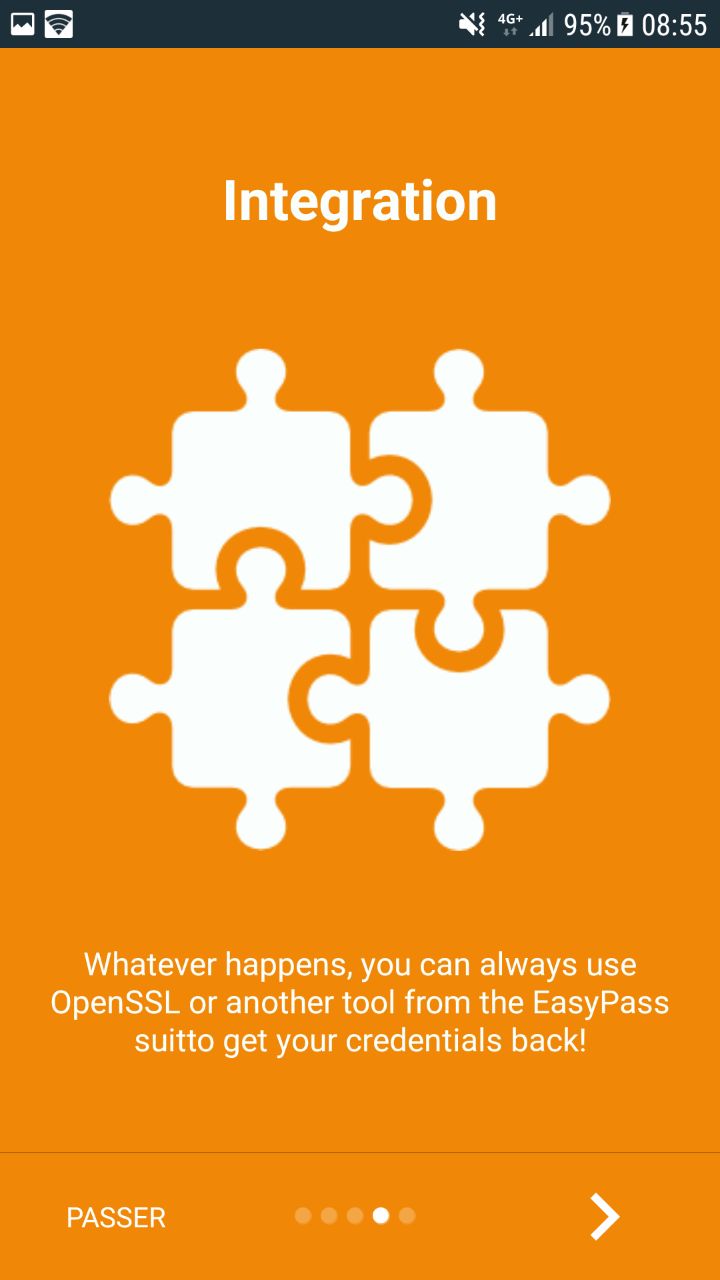 4G+ 95% 08:55
Integration
Whatever happens, you can always use
OpenSSL or another tool from the EasyPass
suitto get your credentials back!
PASSER